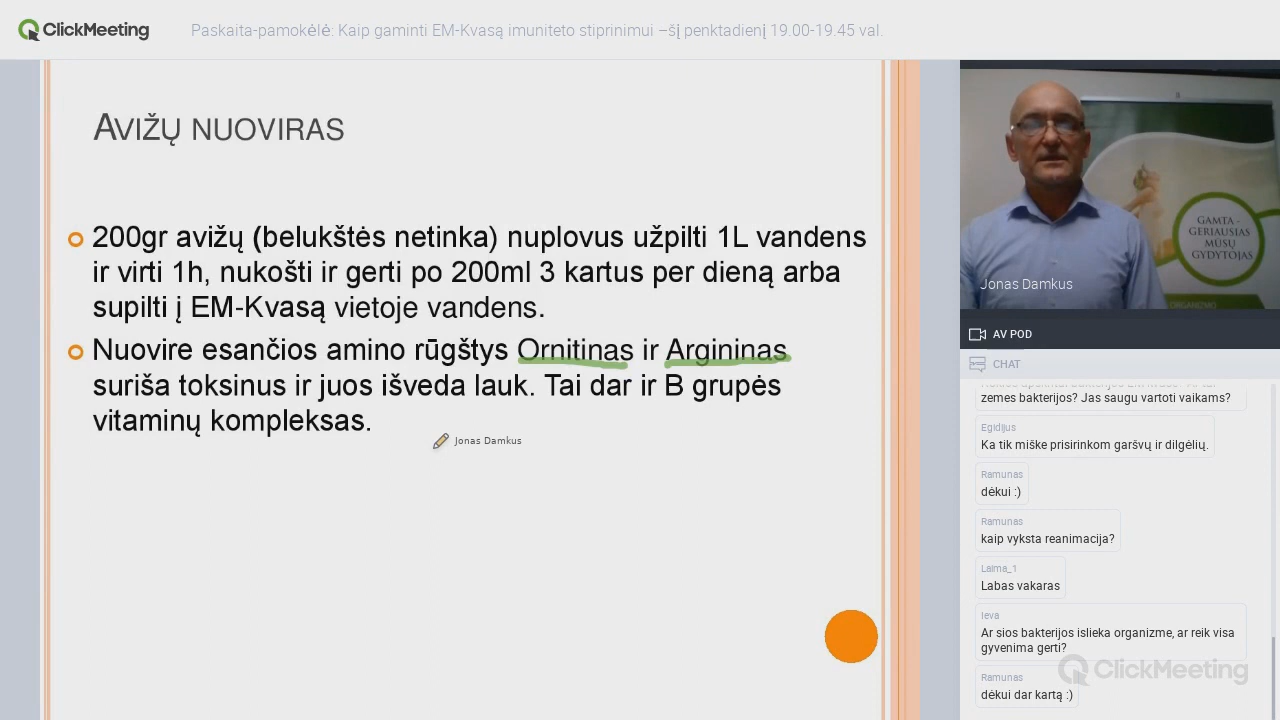 ClickMeeting
Paskaita-pamokėlė: Kaip gaminti EM-Kvasą imuniteto stiprinimui –šį penktadienį 19.00-19.45 val.
AVIŽŲ NUOVIRAS
200gr avižų (belukštės netinka) nuplovus užpilti 1L vandens
ir virti 1h, nukošti ir gerti po 200ml 3 kartus per dieną arba
supilti į EM-Kvasą vietoje vandens.
Nuovire esančios amino rūgštys Ornitinas ir Argininas
suriša toksinus ir juos išveda lauk. Tai dar ir B grupės
vitaminų kompleksas.
Jonas Damkus
GAMTA -
GERIAUSIAS
MŪSŲ
GYDYTOJAS
Jonas Damkus
ORGANIZMO
AV POD
CHAT
zemes bakterijos? Jas saugu vartoti vaikams?
Egidijus
Ka tik miške prisirinkom garšvų ir dilgėlių.
Ramunas
dėkui :)
Ramunas
kaip vyksta reanimacija?
Laima_1
Labas vakaras
Ieva
Ar sios bakterijos islieka organizme, ar reik visa
gyvenima gerti?
ClickMeeting
Ramunas
dėkui dar kartą :)